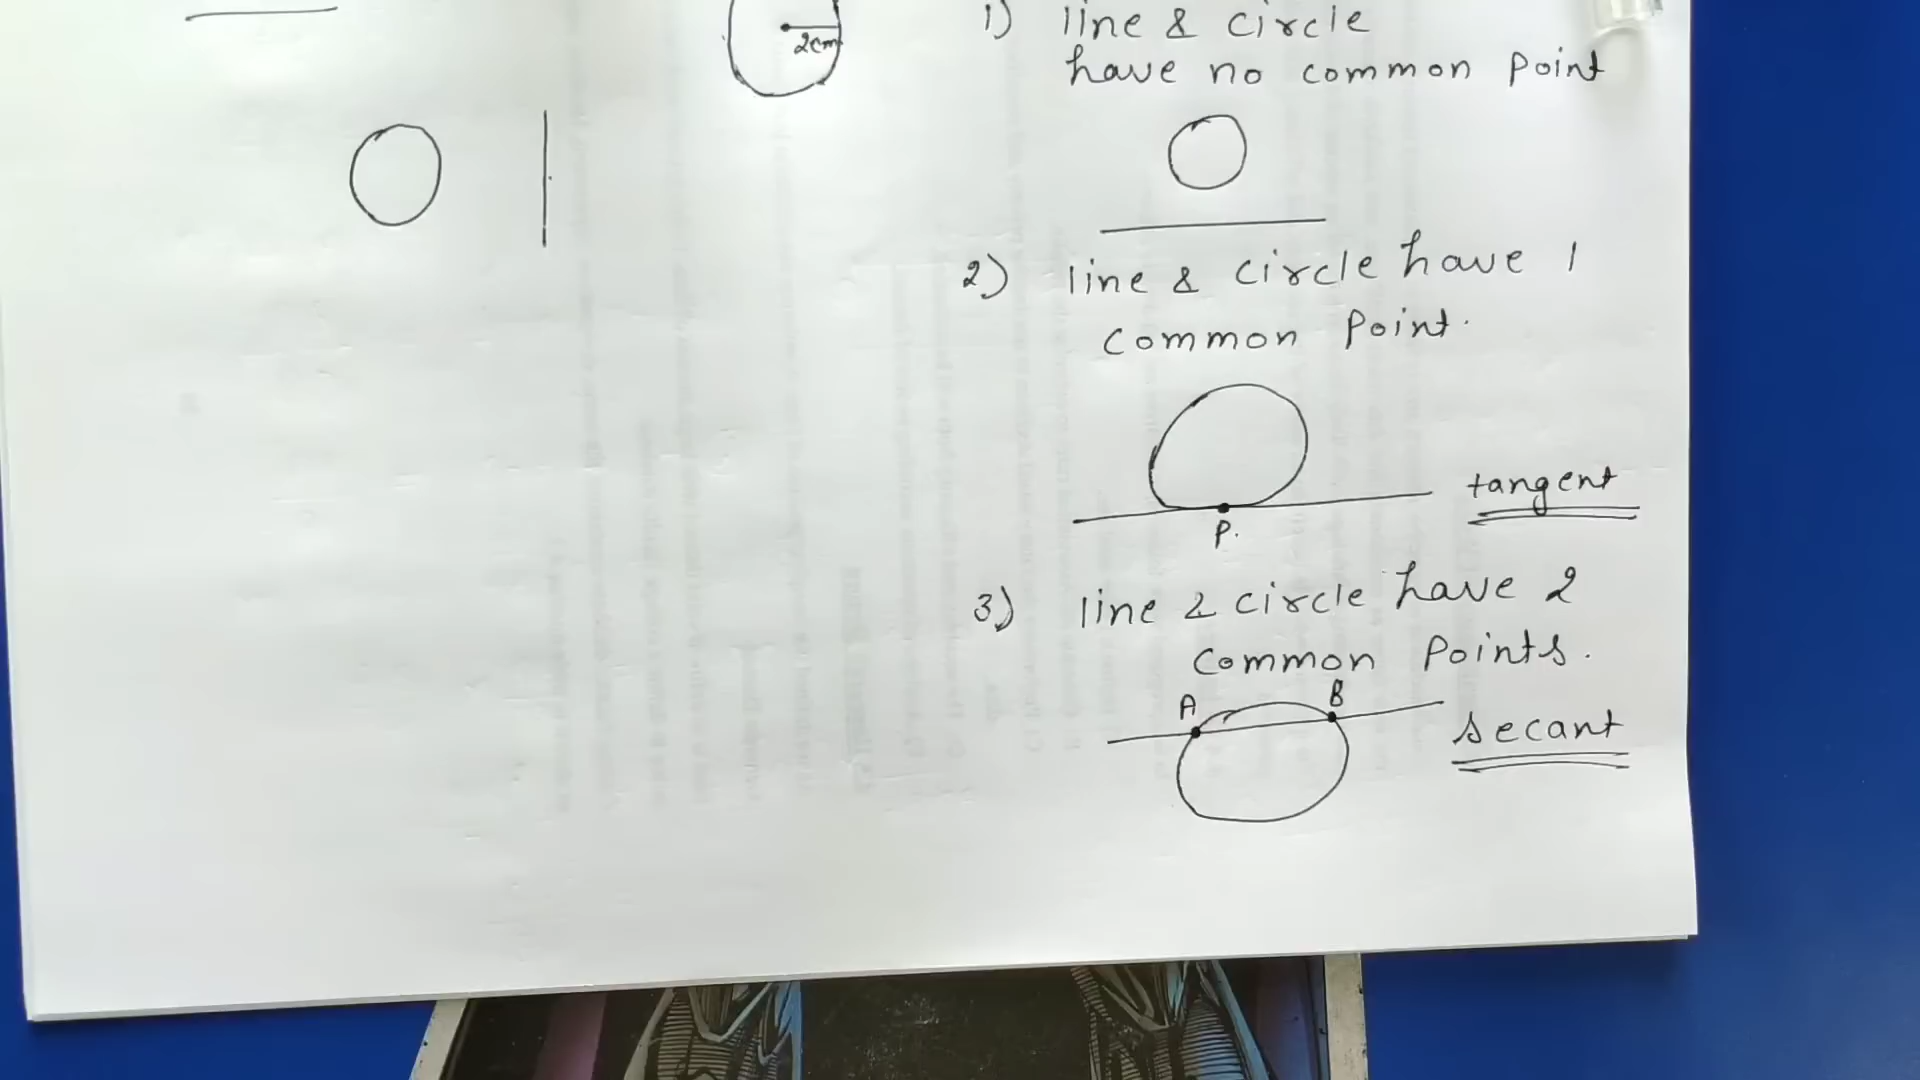 2cm
1) line & circle
have no common point
2) line & circle have 1
common point.
tangent
P.
3) line & circle have 2
common points.
A
B
secant